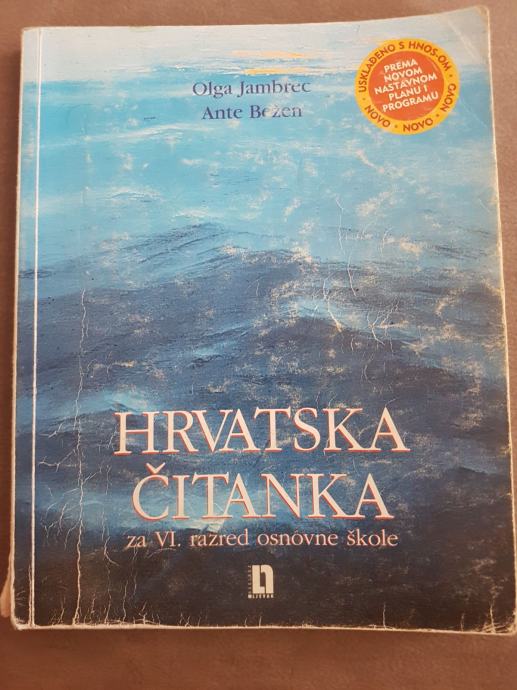 Olga Jambrec
Ante Bežen
USKLAĐENO S HNOS-OM
PREMA
NOVOM
NASTAVNOM
PLANU I
PROGRAMU
NOVO • NOVO • NOVO
HRVATSKA
ČITANKA
za VI. razred osnovne škole
LJEVAK